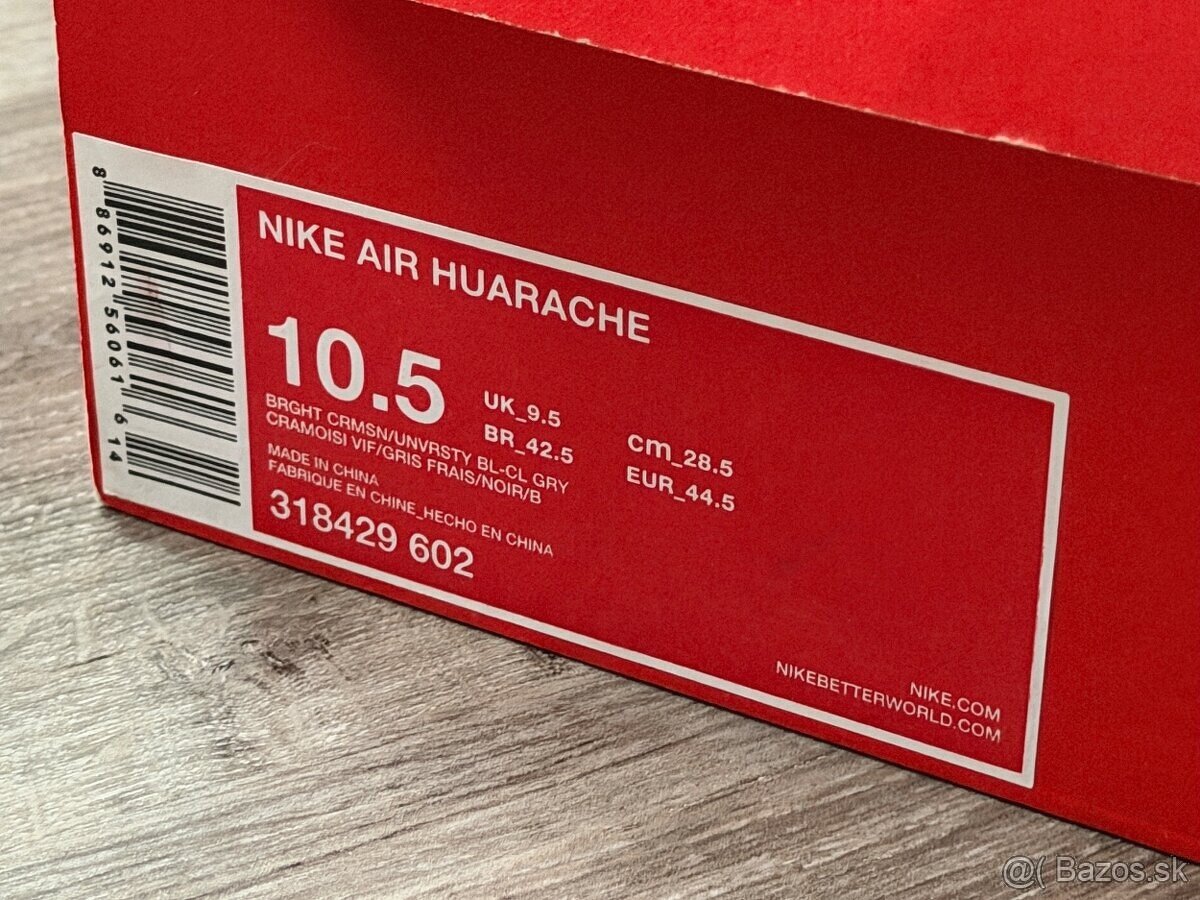 8 86912 56061 614
NIKE AIR HUARACHE
10.5
UK_9.5
BR_42.5
cm_28.5
EUR_44.5
BRGHT CRMSN/UNVRSTY BL-CL GRY
CRAMOISI VIF/GRIS FRAIS/NOIR/B
MADE IN CHINA
FABRIQUE EN CHINE_HECHO EN CHINA
318429 602
NIKE.COM
NIKEBETTERWORLD.COM
@( Bazos.sk